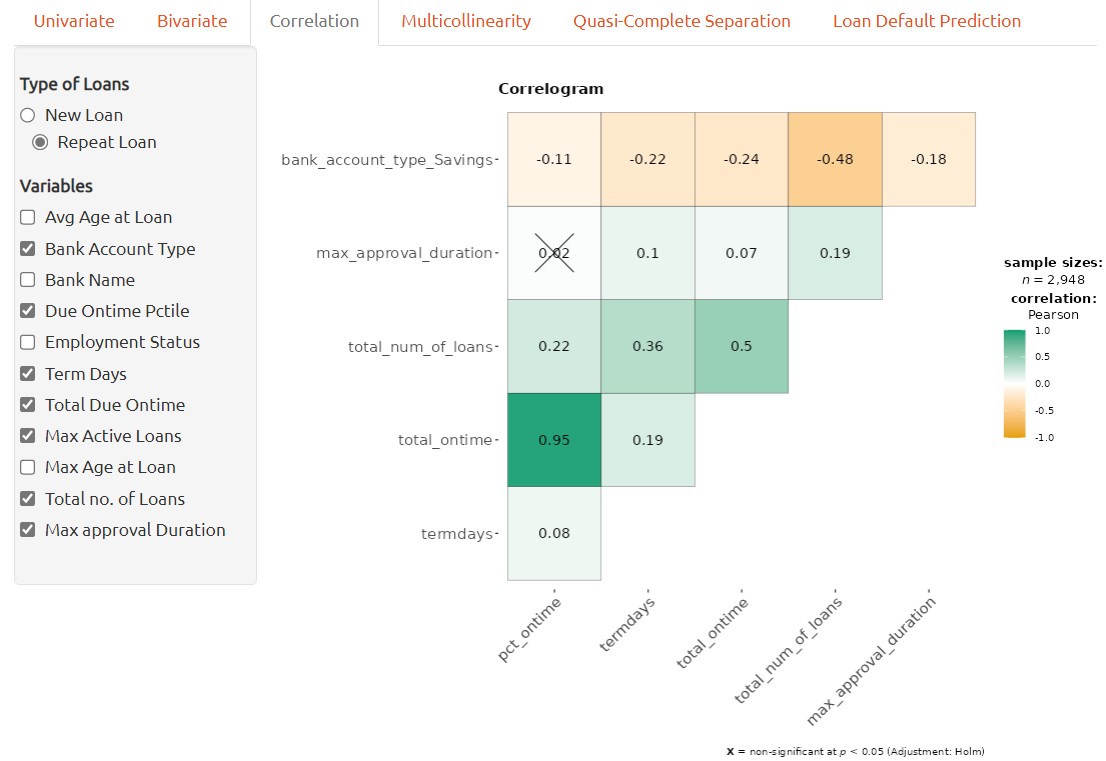 Univariate Bivariate Correlation Multicollinearity Quasi-Complete Separation Loan Default Prediction
Type of Loans
New Loan
Repeat Loan
Variables
Avg Age at Loan
Bank Account Type
Bank Name
Due Ontime Pctile
Employment Status
Term Days
Total Due Ontime
Max Active Loans
Max Age at Loan
Total no. of Loans
Max approval Duration
Correlogram
bank_account_type_Savings -0.11 -0.22 -0.24 -0.48 -0.18
max_approval_duration 0.02 0.1 0.07 0.19
total_num_of_loans 0.22 0.36 0.5
total_ontime 0.95 0.19
termdays 0.08
pct_ontime termdays total_ontime total_num_of_loans max_approval_duration
sample sizes:
n = 2,948
correlation:
Pearson
1.0
0.5
0.0
-0.5
-1.0
X = non-significant at p < 0.05 (Adjustment: Holm)